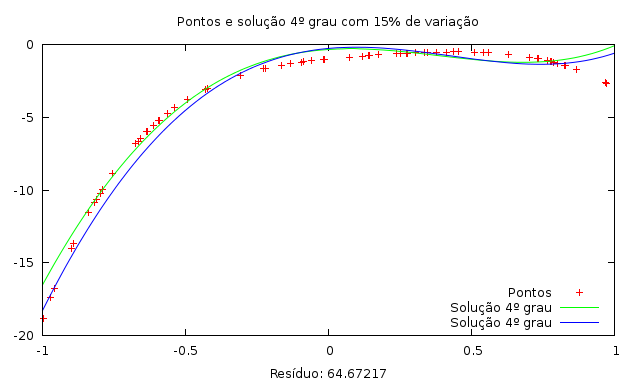 Pontos e solução 4º grau com 15% de variação
0
-5
-10
-15
-20
Pontos
Solução 4º grau
Solução 4º grau
-1
-0.5
0
0.5
1
Resíduo: 64.67217